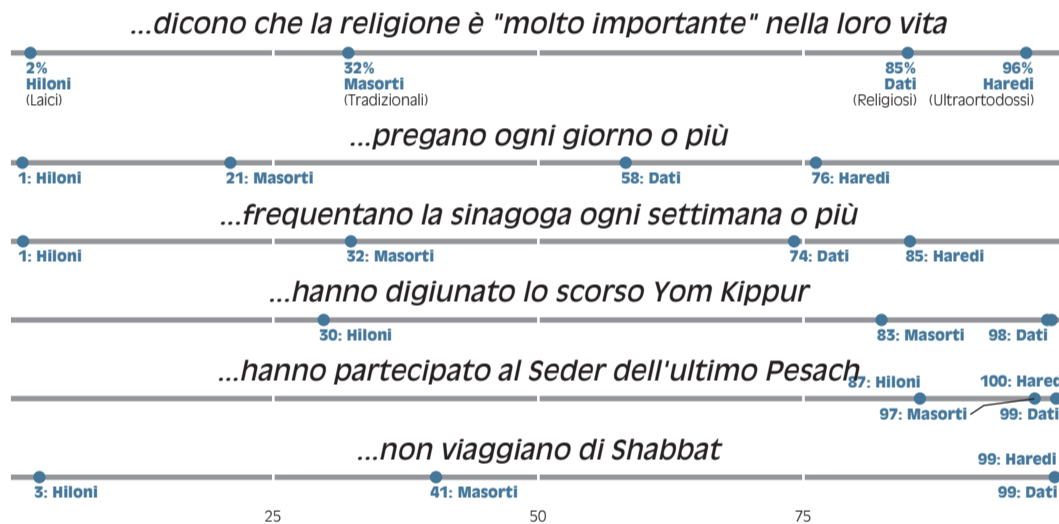 ...dicono che la religione è "molto importante" nella loro vita
2% 32% 85% 96%
Hiloni Masorti Dati Haredi
(Laici) (Tradizionali) (Religiosi) (Ultraortodossi)
...pregano ogni giorno o più
1: Hiloni 21: Masorti 58: Dati 76: Haredi
...frequentano la sinagoga ogni settimana o più
1: Hiloni 32: Masorti 74: Dati 85: Haredi
...hanno digiunato lo scorso Yom Kippur
30: Hiloni 83: Masorti 98: Dati
...hanno partecipato al Seder dell'ultimo Pesach
87: Hiloni 100: Hared
97: Masorti 99: Dati
...non viaggiano di Shabbat
99: Haredi
3: Hiloni 41: Masorti 99: Dati
25 50 75